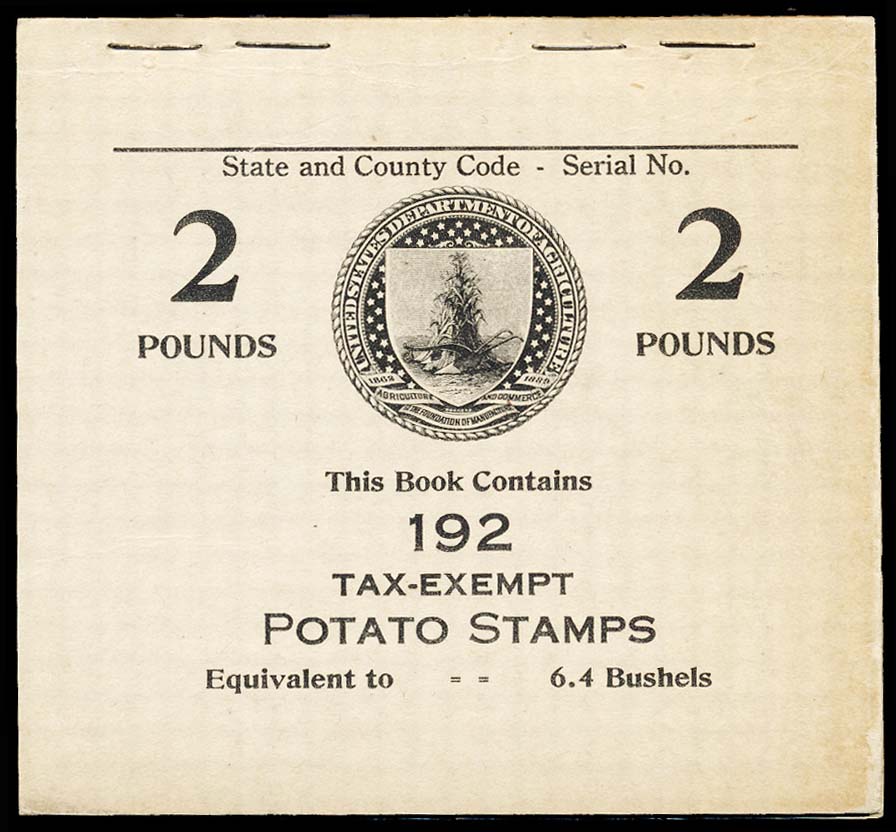 State and County Code - Serial No.
2 2
POUNDS POUNDS
UNITED STATES DEPARTMENT OF AGRICULTURE
1862 1889
AGRICULTURE AND COMMERCE
IS THE FOUNDATION OF MANUFACTURE
This Book Contains
192
TAX-EXEMPT
POTATO STAMPS
Equivalent to = = 6.4 Bushels